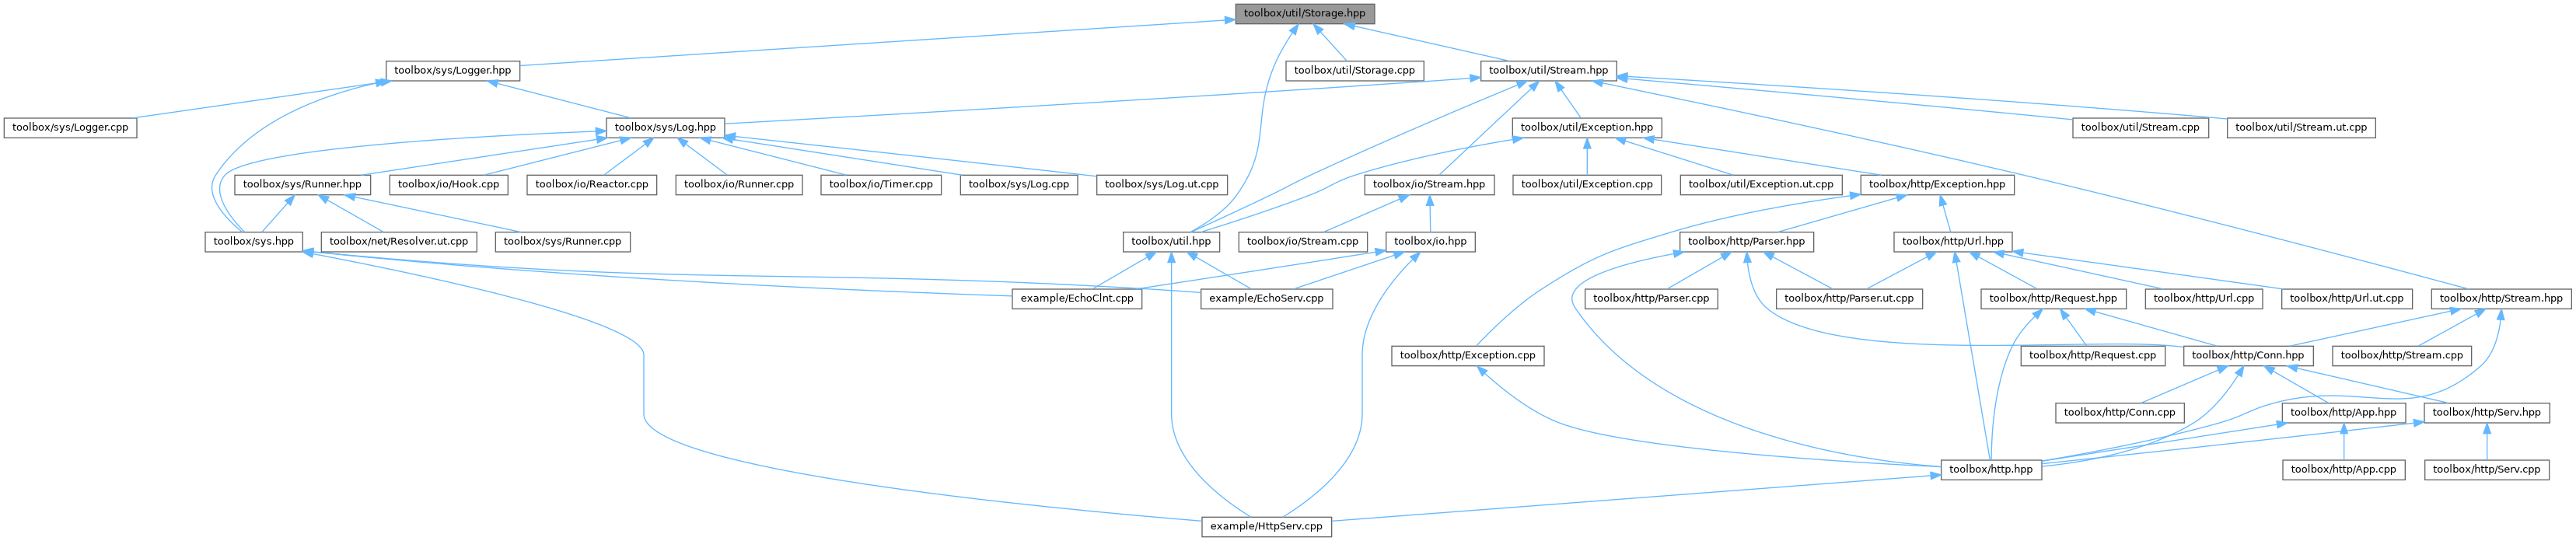 toolbox/util/Storage.hpp
toolbox/sys/Logger.hpp
toolbox/util/Storage.cpp
toolbox/util/Stream.hpp
toolbox/sys/Logger.cpp
toolbox/sys/Log.hpp
toolbox/util/Exception.hpp
toolbox/util/Stream.cpp
toolbox/util/Stream.ut.cpp
toolbox/sys/Runner.hpp
toolbox/io/Hook.cpp
toolbox/io/Reactor.cpp
toolbox/io/Runner.cpp
toolbox/io/Timer.cpp
toolbox/sys/Log.cpp
toolbox/sys/Log.ut.cpp
toolbox/io/Stream.hpp
toolbox/util/Exception.cpp
toolbox/util/Exception.ut.cpp
toolbox/http/Exception.hpp
toolbox/sys.hpp
toolbox/net/Resolver.ut.cpp
toolbox/sys/Runner.cpp
toolbox/util.hpp
toolbox/io/Stream.cpp
toolbox/io.hpp
toolbox/http/Parser.hpp
toolbox/http/Url.hpp
example/EchoClnt.cpp
example/EchoServ.cpp
toolbox/http/Parser.cpp
toolbox/http/Parser.ut.cpp
toolbox/http/Request.hpp
toolbox/http/Url.cpp
toolbox/http/Url.ut.cpp
toolbox/http/Stream.hpp
toolbox/http/Exception.cpp
toolbox/http/Request.cpp
toolbox/http/Conn.hpp
toolbox/http/Stream.cpp
toolbox/http/Conn.cpp
toolbox/http/App.hpp
toolbox/http/Serv.hpp
toolbox/http.hpp
toolbox/http/App.cpp
toolbox/http/Serv.cpp
example/HttpServ.cpp